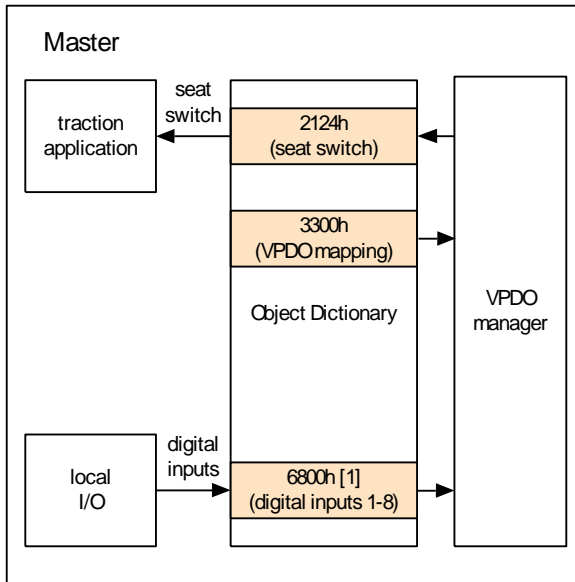 Master
seat
switch
traction
application
2124h
(seat switch)
3300h
(VPDO mapping)
VPDO
manager
Object Dictionary
digital
inputs
local
I/O
6800h [1]
(digital inputs 1-8)